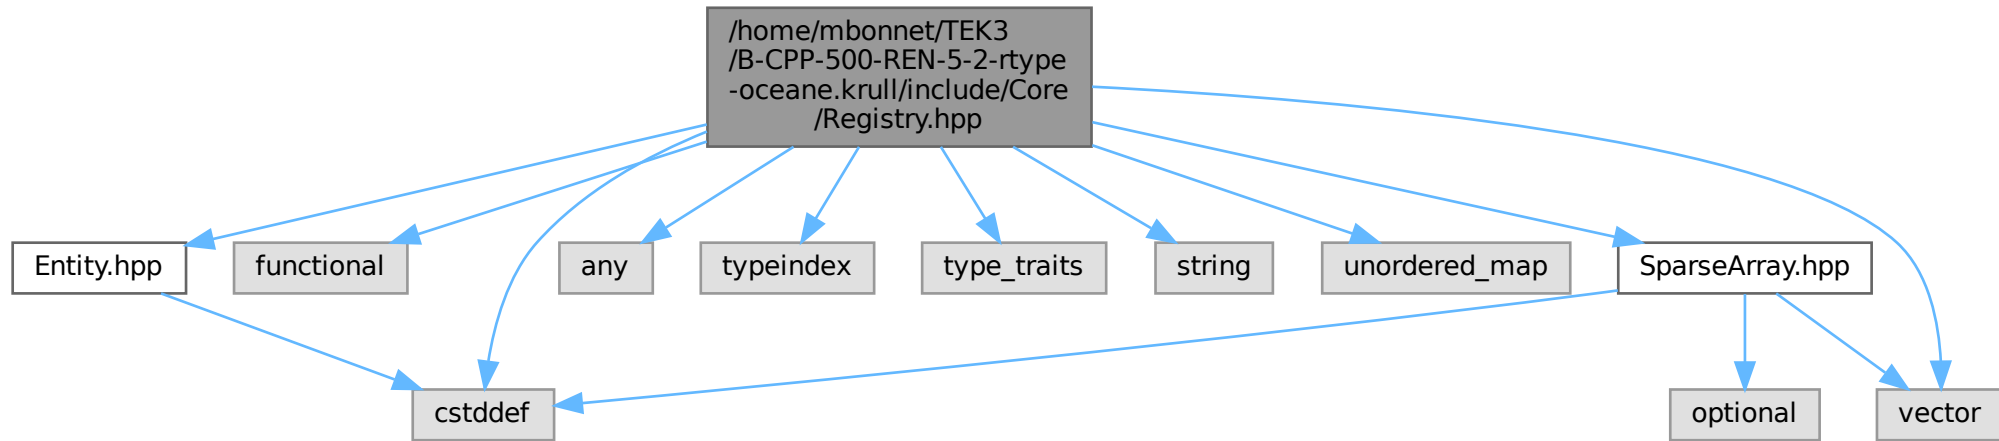 /home/mbonnet/TEK3
/B-CPP-500-REN-5-2-rtype
-oceane.krull/include/Core
/Registry.hpp
Entity.hpp
functional
any
typeindex
type_traits
string
unordered_map
SparseArray.hpp
cstddef
optional
vector